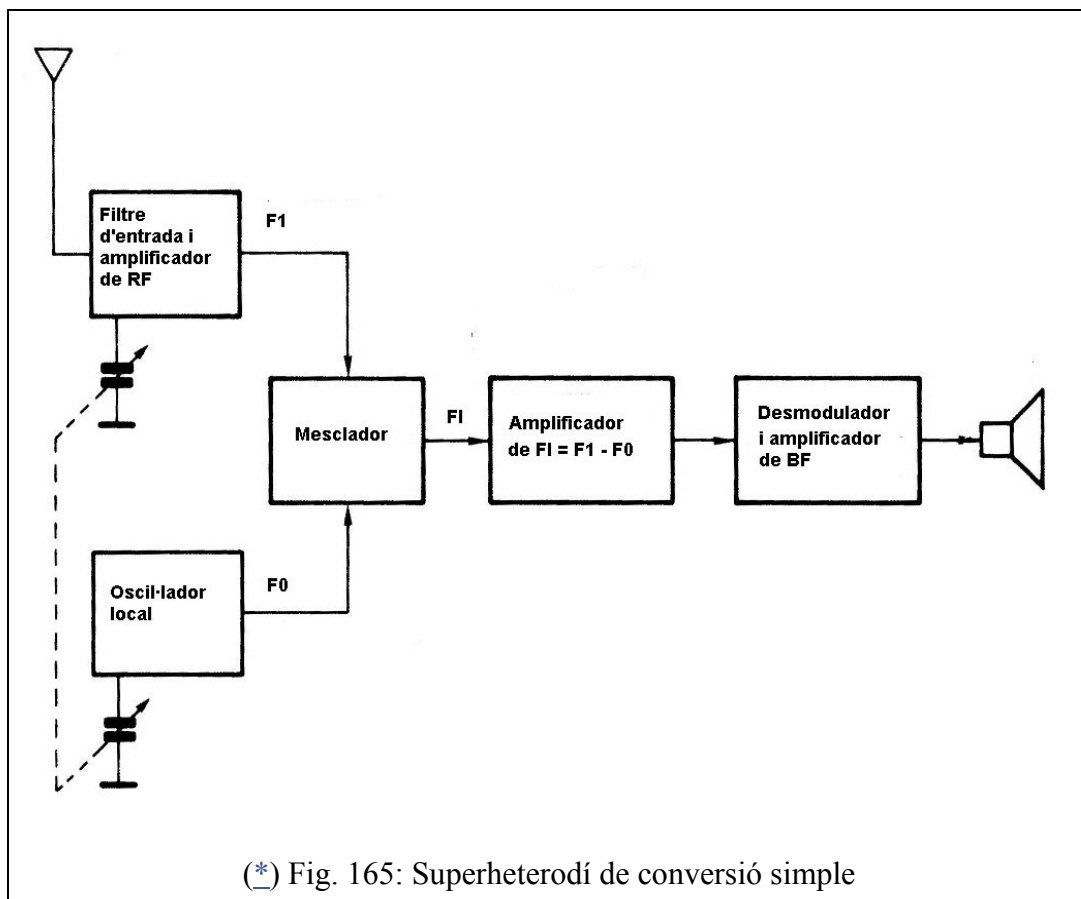 Filtre
d'entrada i
amplificador
de RF
F1
Mesclador
FI
Amplificador
de FI = F1 - F0
Desmodulador
i amplificador
de BF
Oscil·lador
local
F0
(*) Fig. 165: Superheterodí de conversió simple